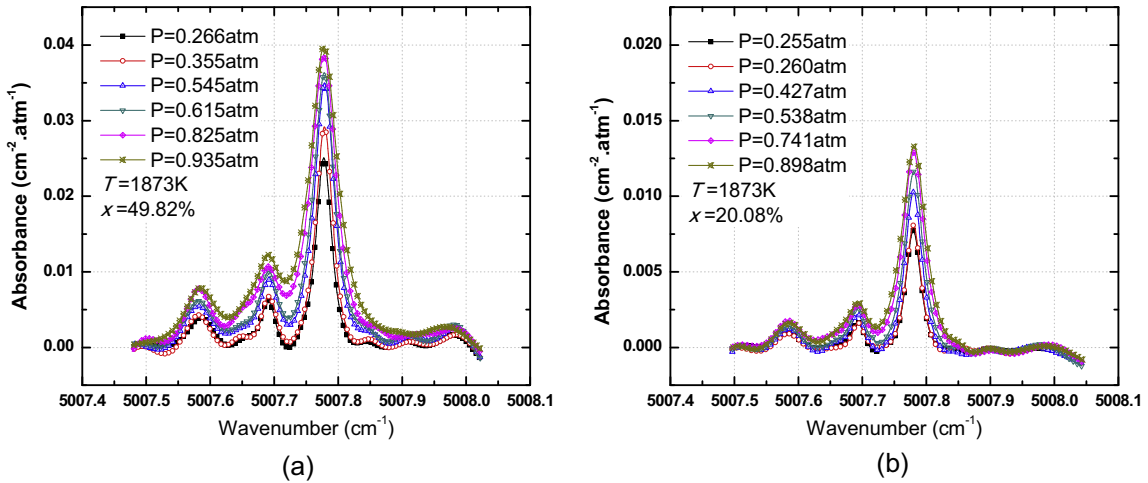 0.04
0.03
0.02
0.01
0.00
Absorbance (cm⁻².atm⁻¹)
P=0.266atm
P=0.355atm
P=0.545atm
P=0.615atm
P=0.825atm
P=0.935atm
T=1873K
x=49.82%
5007.4 5007.5 5007.6 5007.7 5007.8 5007.9 5008.0 5008.1
Wavenumber (cm⁻¹)
(a)
0.020
0.015
0.010
0.005
0.000
Absorbance (cm⁻².atm⁻¹)
P=0.255atm
P=0.260atm
P=0.427atm
P=0.538atm
P=0.741atm
P=0.898atm
T=1873K
x=20.08%
5007.4 5007.5 5007.6 5007.7 5007.8 5007.9 5008.0 5008.1
Wavenumber (cm⁻¹)
(b)